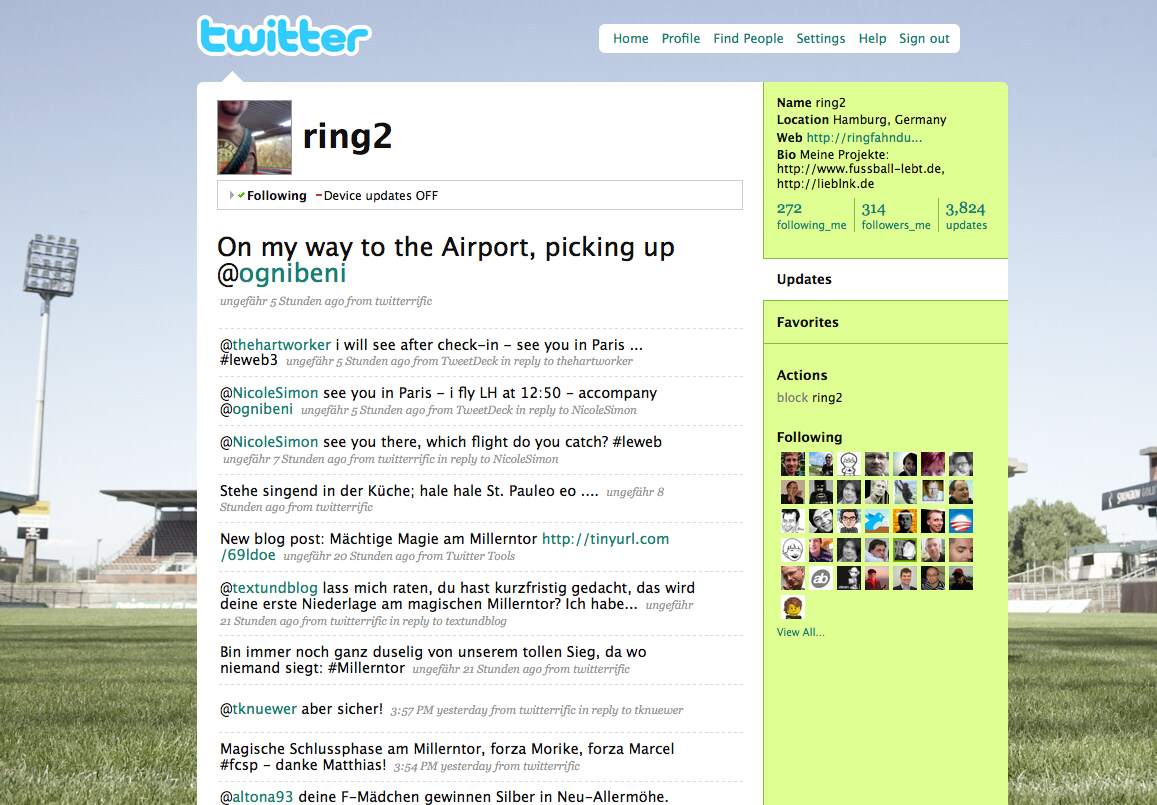 twitter
Home Profile Find People Settings Help Sign out
ring2
Following Device updates OFF
On my way to the Airport, picking up
@ognibeni
ungefähr 5 Stunden ago from twitterrific
@thehartworker i will see after check-in - see you in Paris ...
#leweb3 ungefähr 5 Stunden ago from TweetDeck in reply to thehartworker
@NicoleSimon see you in Paris - i fly LH at 12:50 - accompany
@ognibeni ungefähr 5 Stunden ago from TweetDeck in reply to NicoleSimon
@NicoleSimon see you there, which flight do you catch? #leweb
ungefähr 7 Stunden ago from twitterrific in reply to NicoleSimon
Stehe singend in der Küche; hale hale St. Pauleo eo .... ungefähr 8
Stunden ago from twitterrific
New blog post: Mächtige Magie am Millerntor http://tinyurl.com
/69ldoe ungefähr 20 Stunden ago from Twitter Tools
@textundblog lass mich raten, du hast kurzfristig gedacht, das wird
deine erste Niederlage am magischen Millerntor? Ich habe... ungefähr
21 Stunden ago from twitterrific in reply to textundblog
Bin immer noch ganz duselig von unserem tollen Sieg, da wo
niemand siegt: #Millerntor ungefähr 21 Stunden ago from twitterrific
@tknuewer aber sicher! 3:57 PM yesterday from twitterrific in reply to tknuewer
Magische Schlussphase am Millerntor, forza Morike, forza Marcel
#fcsp - danke Matthias! 3:54 PM yesterday from twitterrific
@altona93 deine F-Mädchen gewinnen Silber in Neu-Allermöhe.
Name ring2
Location Hamburg, Germany
Web http://ringfahndu...
Bio Meine Projekte:
http://www.fussball-lebt.de,
http://lieblnk.de
272 314 3,824
following_me followers_me updates
Updates
Favorites
Actions
block ring2
Following
ab
View All...